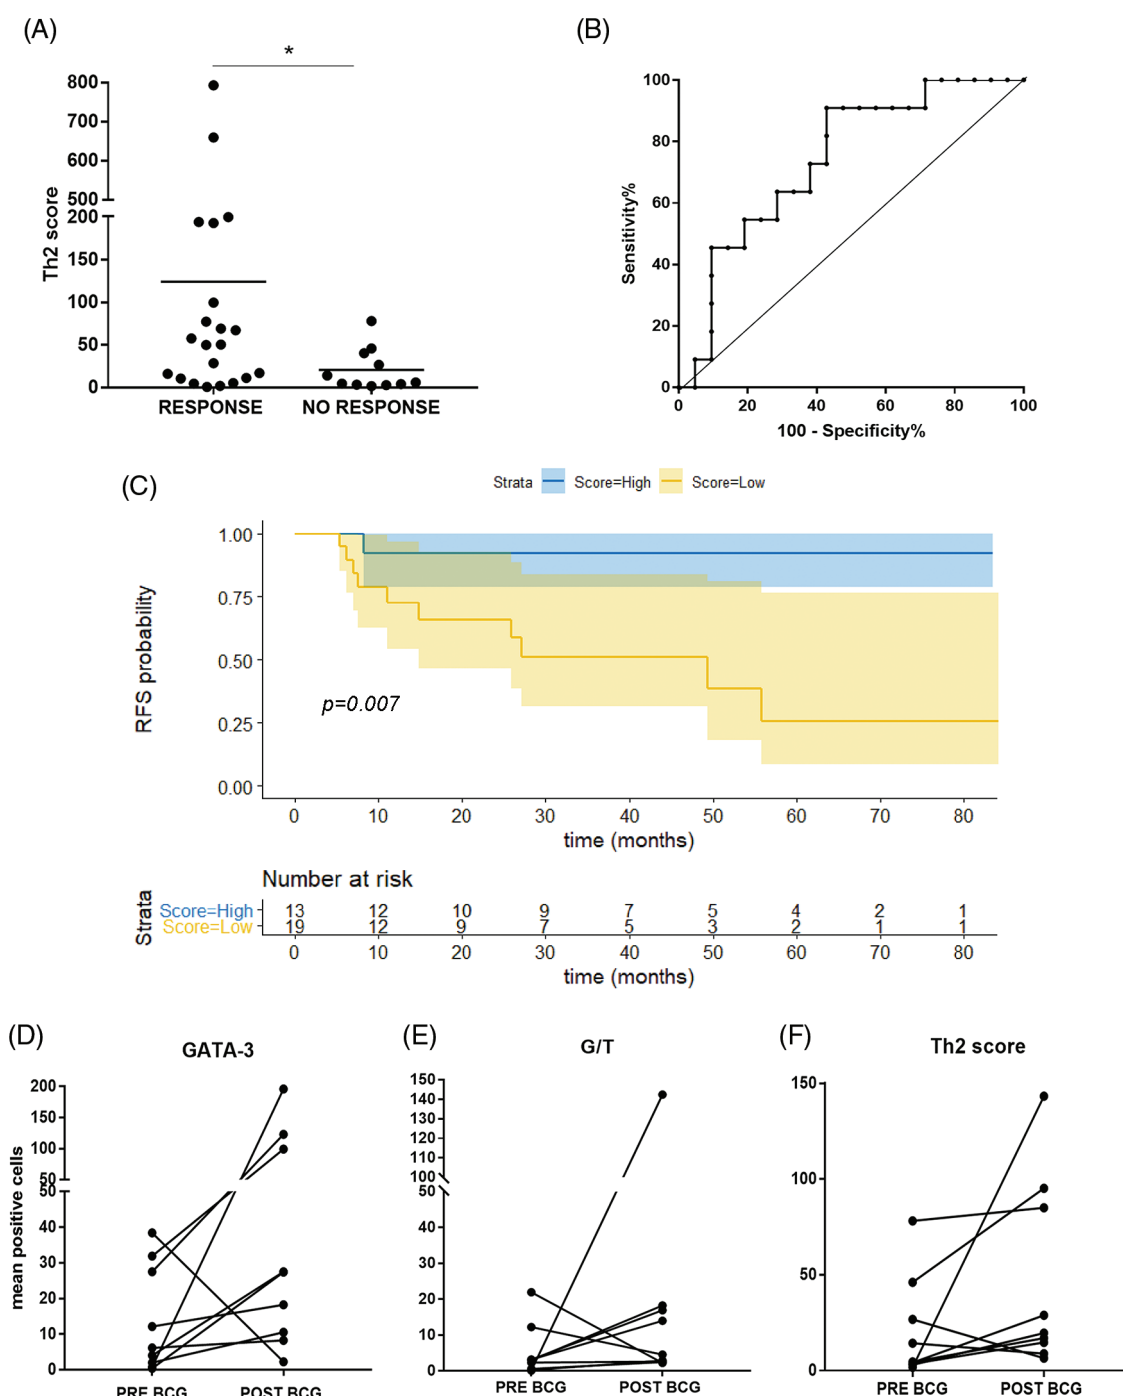 (A)
*
800
700
600
500
200
150
100
50
0
Th2 score
RESPONSE
NO RESPONSE
(B)
100
80
60
40
20
0
Sensitivity%
0 20 40 60 80 100
100 - Specificity%
(C)
Strata Score=High Score=Low
1.00
0.75
0.50
0.25
0.00
RFS probability
p=0.007
0 10 20 30 40 50 60 70 80
time (months)
Number at risk
Strata
Score=High 13 12 10 9 7 5 4 2 1
Score=Low 19 12 9 7 5 3 2 1 1
0 10 20 30 40 50 60 70 80
time (months)
(D)
GATA-3
200
150
100
50
50
40
30
20
10
0
mean positive cells
PRE BCG
POST BCG
(E)
G/T
150
140
130
120
110
100
50
40
30
20
10
0
PRE BCG
POST BCG
(F)
Th2 score
150
100
50
0
PRE BCG
POST BCG